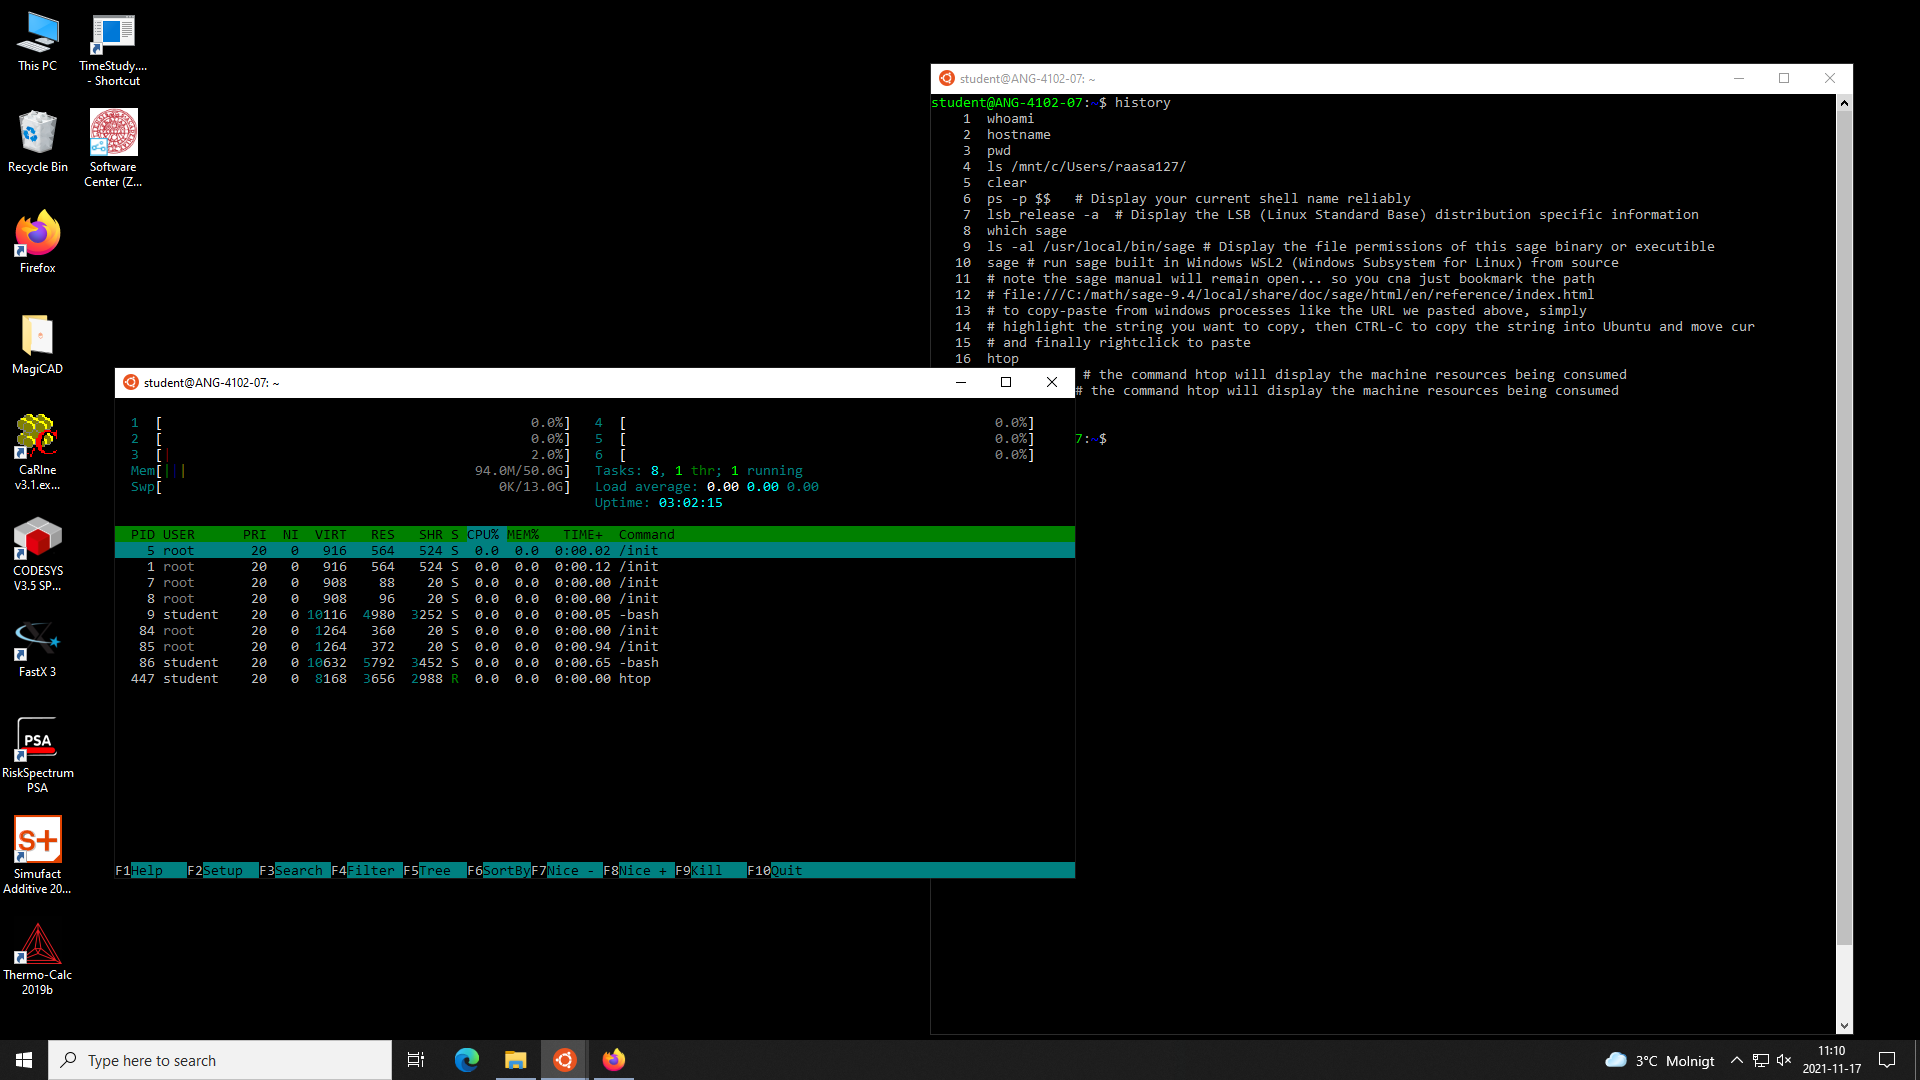 This PC
TimeStudy....
- Shortcut
Recycle Bin
Software
Center (Z...
Firefox
MagiCAD
CaRIne
v3.1.ex...
CODESYS
V3.5 SP...
FastX 3
PSA
RiskSpectrum
PSA
S+
Simufact
Additive 20...
Thermo-Calc
2019b
student@ANG-4102-07: ~
student@ANG-4102-07:~$ history
1 whoami
2 hostname
3 pwd
4 ls /mnt/c/Users/raasa127/
5 clear
6 ps -p $$ # Display your current shell name reliably
7 lsb_release -a # Display the LSB (Linux Standard Base) distribution specific information
8 which sage
9 ls -al /usr/local/bin/sage # Display the file permissions of this sage binary or executible
10 sage # run sage built in Windows WSL2 (Windows Subsystem for Linux) from source
11 # note the sage manual will remain open... so you cna just bookmark the path
12 # file:///C:/math/sage-9.4/local/share/doc/sage/html/en/reference/index.html
13 # to copy-paste from windows processes like the URL we pasted above, simply
14 # highlight the string you want to copy, then CTRL-C to copy the string into Ubuntu and move cur
15 # and finally rightclick to paste
16 htop
# the command htop will display the machine resources being consumed
# the command htop will display the machine resources being consumed
7:~$
student@ANG-4102-07: ~
1 [ 0.0%] 4 [ 0.0%]
2 [ 0.0%] 5 [ 0.0%]
3 [ 2.0%] 6 [ 0.0%]
Mem[||| 94.0M/50.0G] Tasks: 8, 1 thr; 1 running
Swp[ 0K/13.0G] Load average: 0.00 0.00 0.00
Uptime: 03:02:15
PID USER PRI NI VIRT RES SHR S CPU% MEM% TIME+ Command
5 root 20 0 916 564 524 S 0.0 0.0 0:00.02 /init
1 root 20 0 916 564 524 S 0.0 0.0 0:00.12 /init
7 root 20 0 908 88 20 S 0.0 0.0 0:00.00 /init
8 root 20 0 908 96 20 S 0.0 0.0 0:00.00 /init
9 student 20 0 10116 4980 3252 S 0.0 0.0 0:00.05 -bash
84 root 20 0 1264 360 20 S 0.0 0.0 0:00.00 /init
85 root 20 0 1264 372 20 S 0.0 0.0 0:00.94 /init
86 student 20 0 10632 5792 3452 S 0.0 0.0 0:00.65 -bash
447 student 20 0 8168 3656 2988 R 0.0 0.0 0:00.00 htop
F1Help F2Setup F3Search F4Filter F5Tree F6SortByF7Nice - F8Nice + F9Kill F10Quit
Type here to search
3°C Molnigt
11:10
2021-11-17